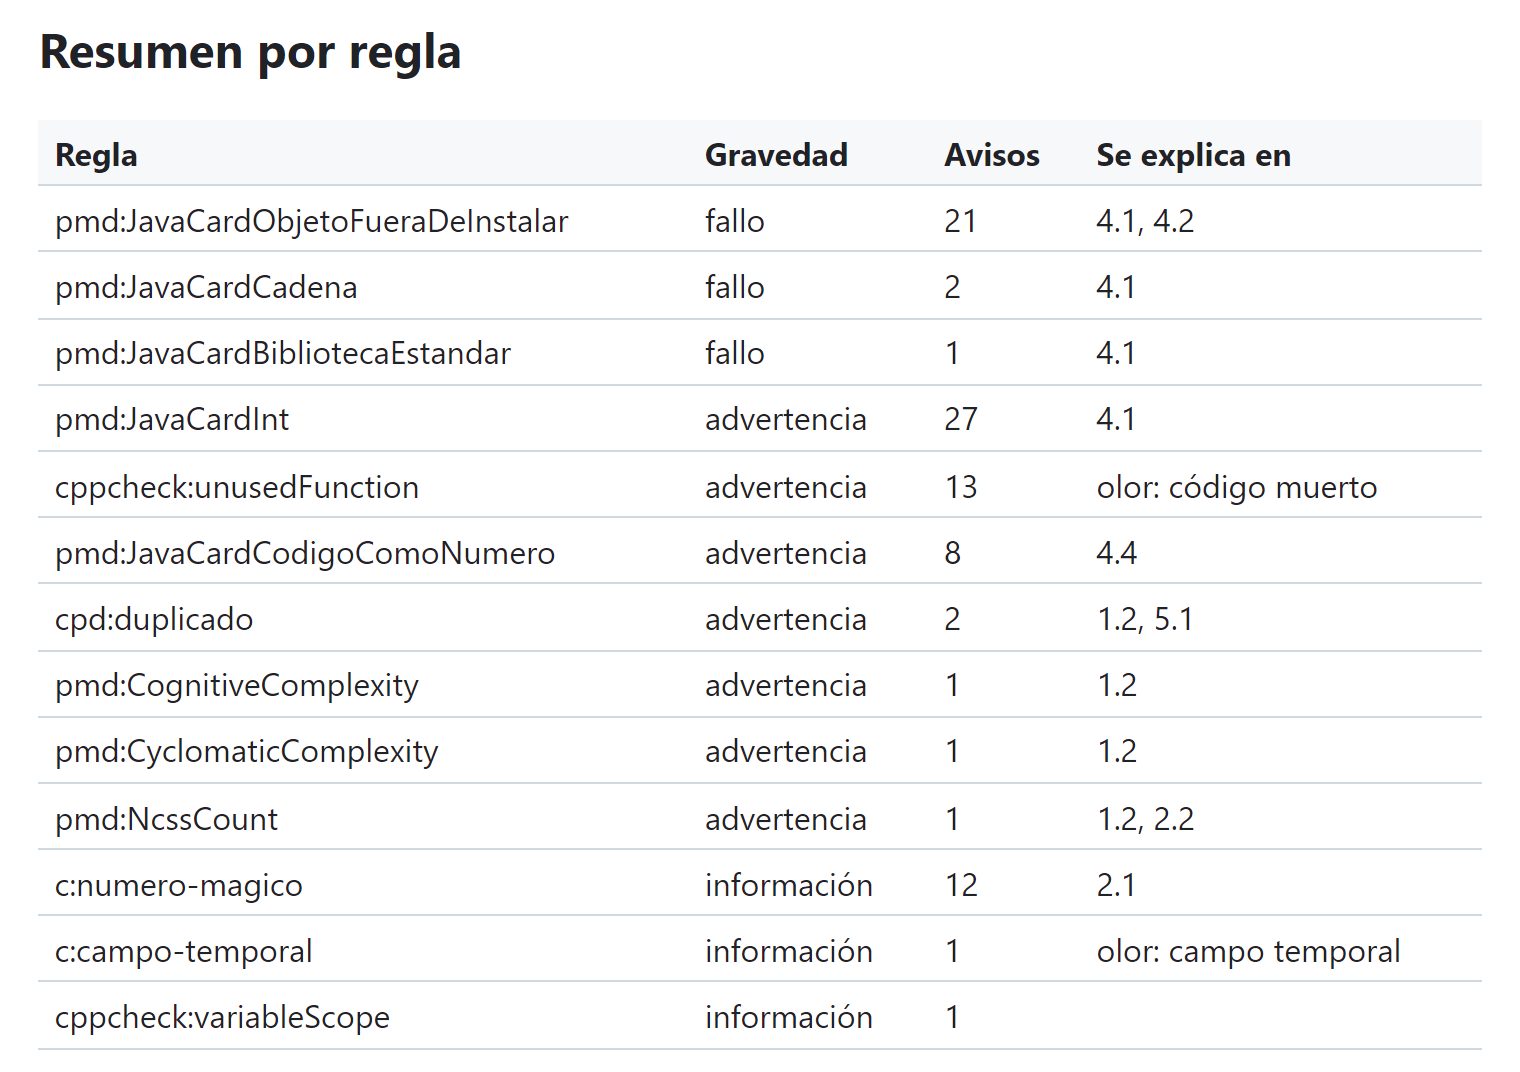 Resumen por regla
Regla Gravedad Avisos Se explica en
pmd:JavaCardObjetoFueraDeInstalar fallo 21 4.1, 4.2
pmd:JavaCardCadena fallo 2 4.1
pmd:JavaCardBibliotecaEstandar fallo 1 4.1
pmd:JavaCardInt advertencia 27 4.1
cppcheck:unusedFunction advertencia 13 olor: código muerto
pmd:JavaCardCodigoComoNumero advertencia 8 4.4
cpd:duplicado advertencia 2 1.2, 5.1
pmd:CognitiveComplexity advertencia 1 1.2
pmd:CyclomaticComplexity advertencia 1 1.2
pmd:NcssCount advertencia 1 1.2, 2.2
c:numero-magico información 12 2.1
c:campo-temporal información 1 olor: campo temporal
cppcheck:variableScope información 1